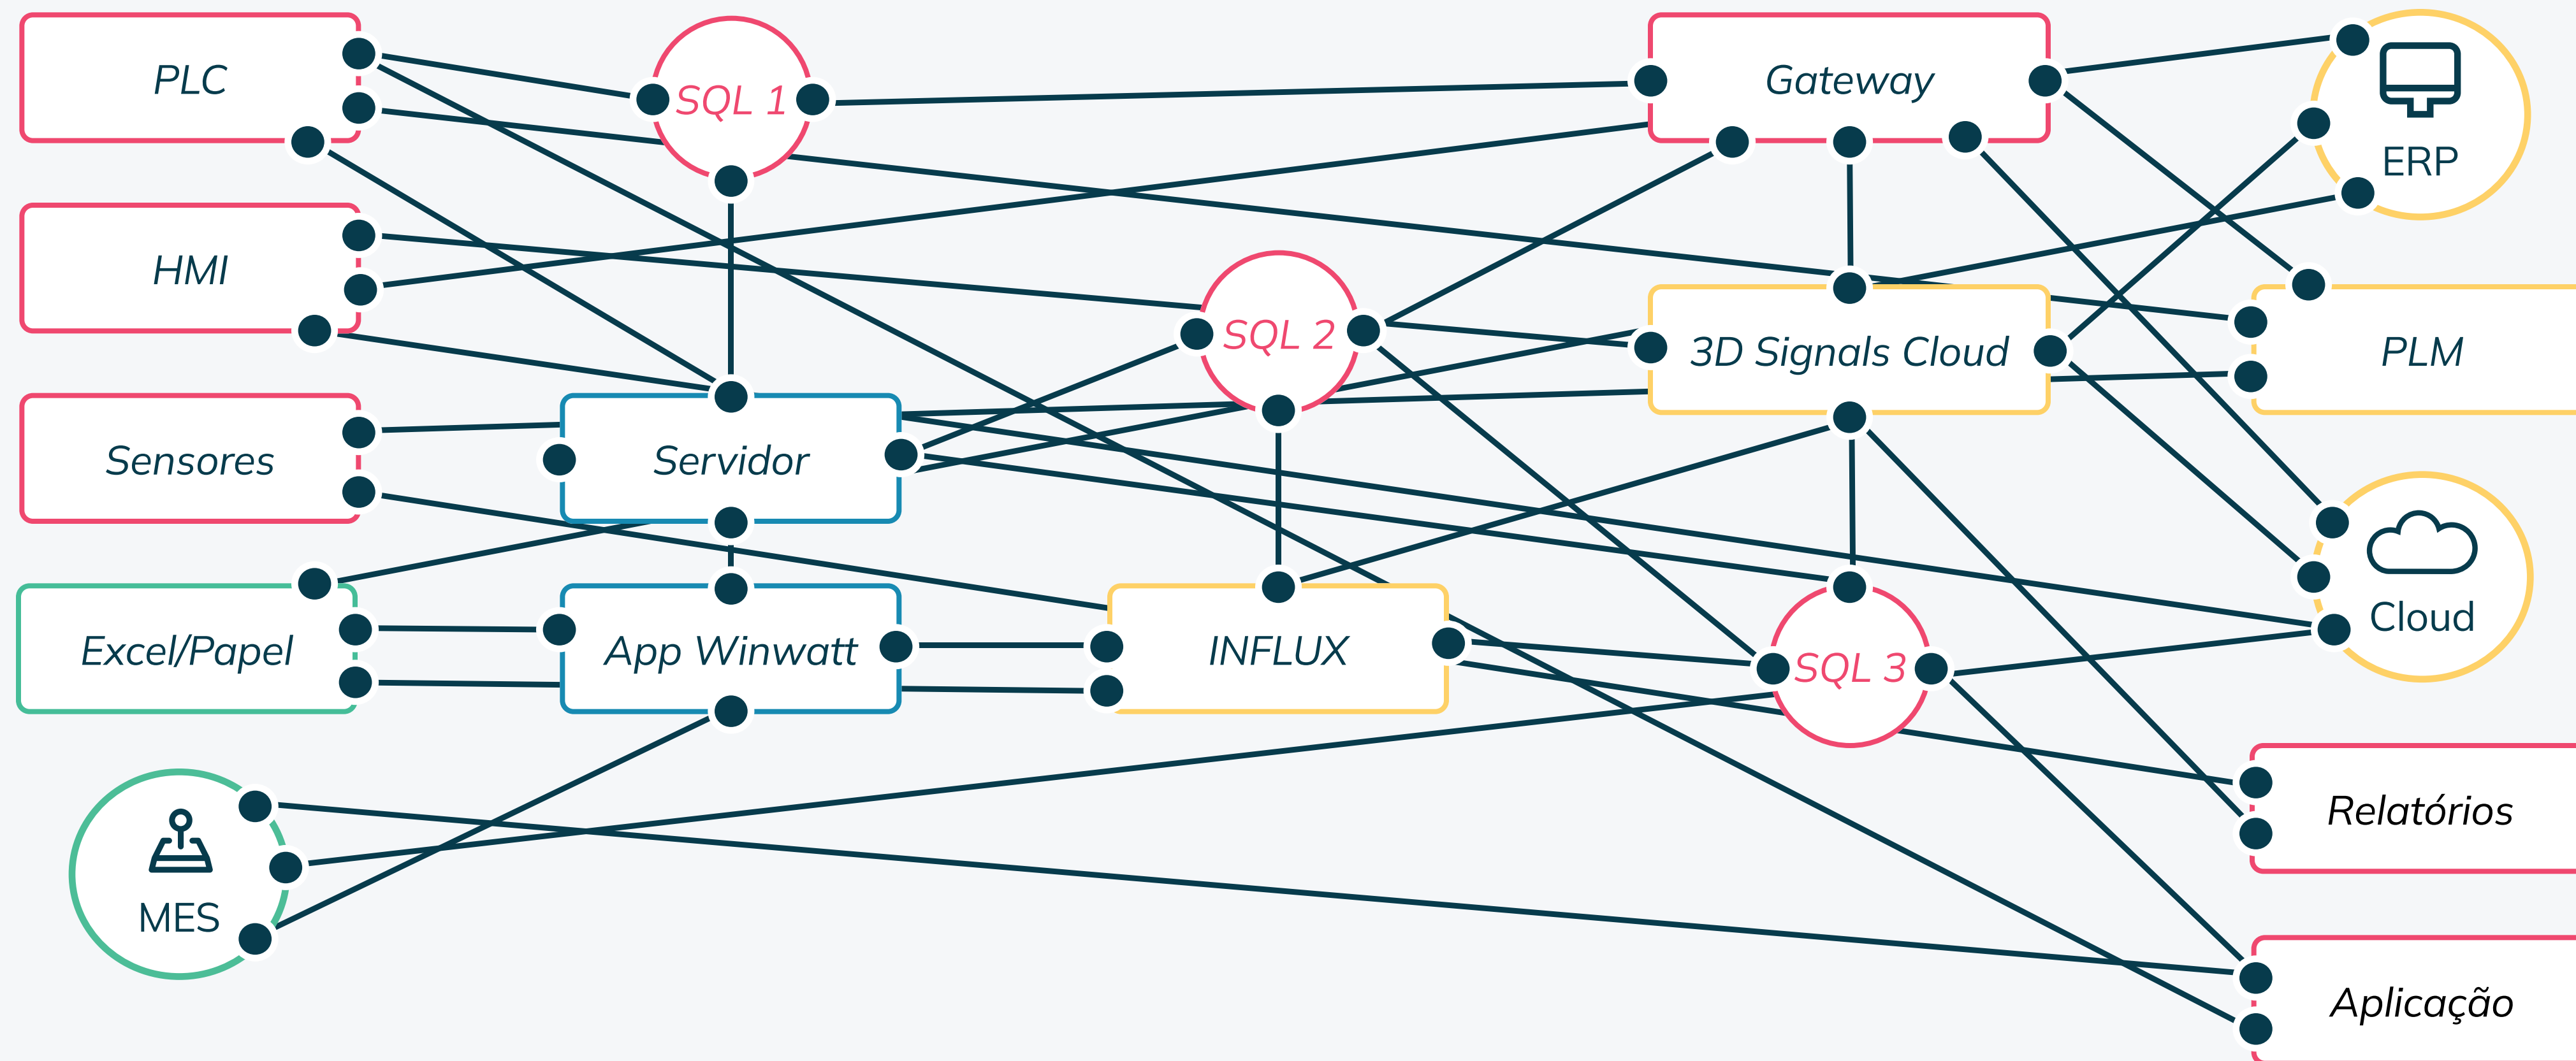 PLC
SQL 1
Gateway
ERP
HMI
SQL 2
3D Signals Cloud
PLM
Sensores
Servidor
Cloud
Excel/Papel
App Winwatt
INFLUX
SQL 3
Relatórios
MES
Aplicação